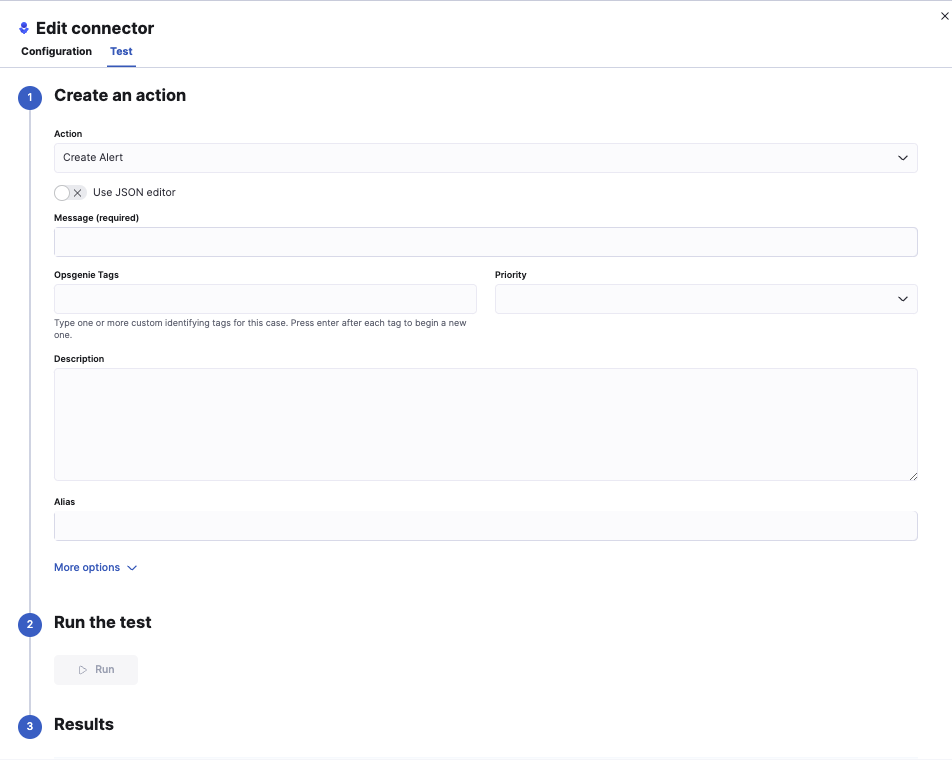 Edit connector
Configuration Test
1 Create an action
Action
Create Alert
Use JSON editor
Message (required)
Opsgenie Tags Priority
Type one or more custom identifying tags for this case. Press enter after each tag to begin a new
one.
Description
Alias
More options
2 Run the test
Run
3 Results